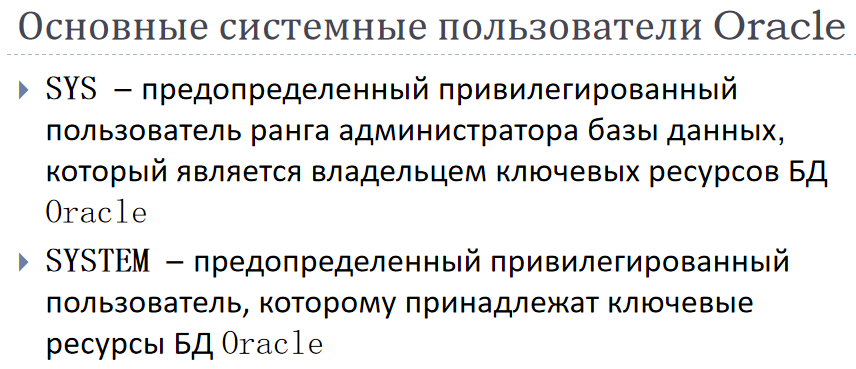 Основные системные пользователи Oracle
SYS – предопределенный привилегированный
пользователь ранга администратора базы данных,
который является владельцем ключевых ресурсов БД
Oracle
SYSTEM – предопределенный привилегированный
пользователь, которому принадлежат ключевые
ресурсы БД Oracle